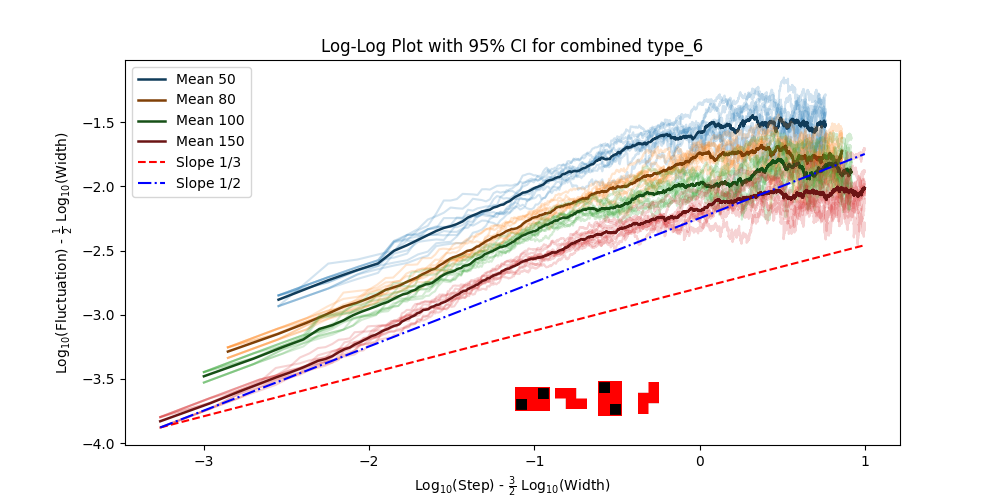 Log-Log Plot with 95% CI for combined type_6
Mean 50
Mean 80
Mean 100
Mean 150
Slope 1/3
Slope 1/2
Log₁₀(Fluctuation) - 1/2 Log₁₀(Width)
−1.5
−2.0
−2.5
−3.0
−3.5
−4.0
−3
−2
−1
0
1
Log₁₀(Step) - 3/2 Log₁₀(Width)